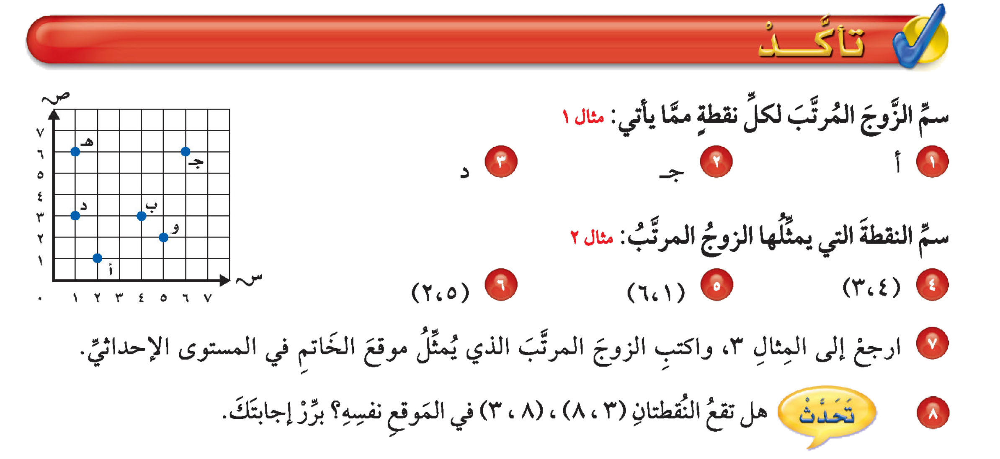 تأكَّـــدْ
سمِّ الزَّوجَ المُرتَّبَ لكلِّ نقطةٍ ممَّا يأتي: مثال ١
١ أ ٢ جـ ٣ د
سمِّ النقطةَ التي يمثِّلُها الزوجُ المرتَّبُ: مثال ٢
٤ (٤، ٣) ٥ (١، ٦) ٦ (٥، ٢)
٧ ارجعْ إلى المِثالِ ٣، واكتبِ الزوجَ المرتَّبَ الذي يُمثِّلُ موقعَ الخَاتمِ في المستوى الإحداثيِّ.
٨ تَحَدَّثْ هل تقعُ النُقطتانِ (٣ ، ٨) ، (٨ ، ٣) في المَوقعِ نفسِهِ؟ برِّرْ إجابتَكَ.
ص
٧
هـ
٦
جـ
٥
٤
د ب
٣
و
٢
١
أ
س
٠ ١ ٢ ٣ ٤ ٥ ٦ ٧